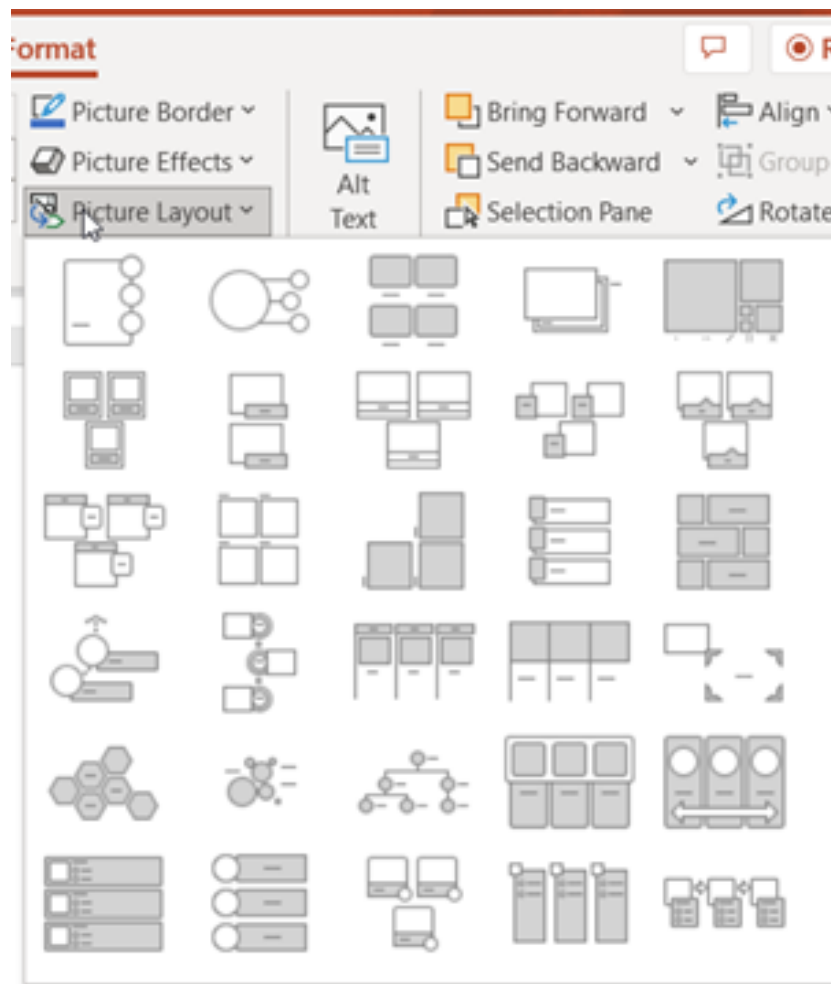 Format
Picture Border
Picture Effects
Picture Layout
Alt
Text
Bring Forward
Send Backward
Selection Pane
Align
Group
Rotate